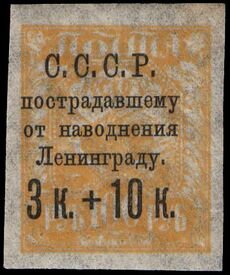 С.С.С.Р.
пострадавшему
от наводнения
Ленинграду.
3 к. + 10 к.